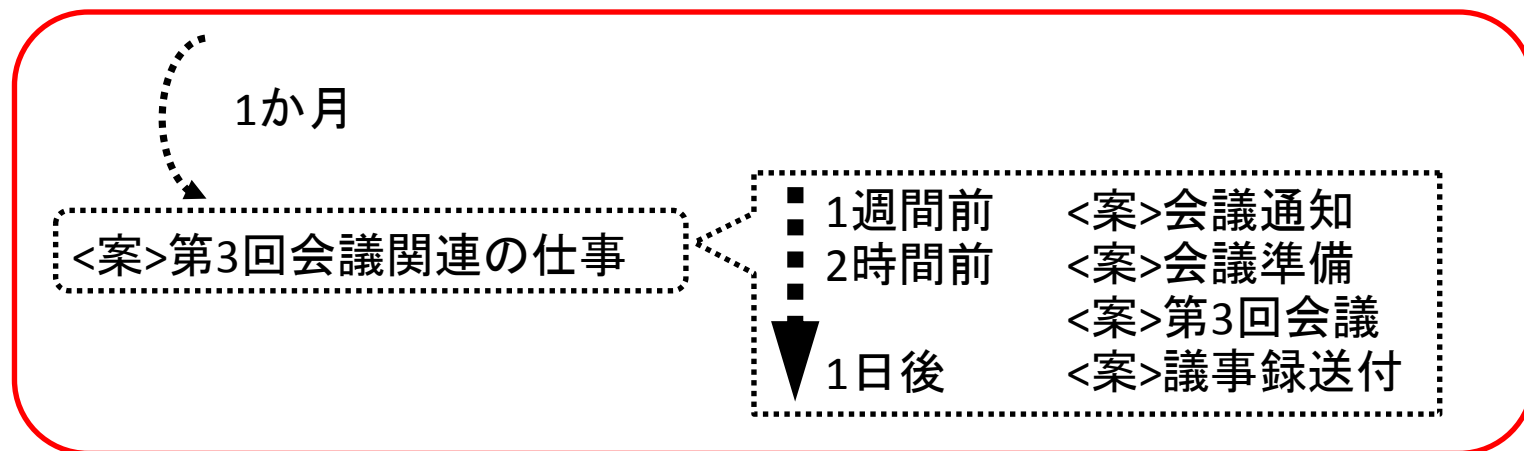 1か月
<案>第3回会議関連の仕事
1週間前 <案>会議通知
2時間前 <案>会議準備
<案>第3回会議
1日後 <案>議事録送付